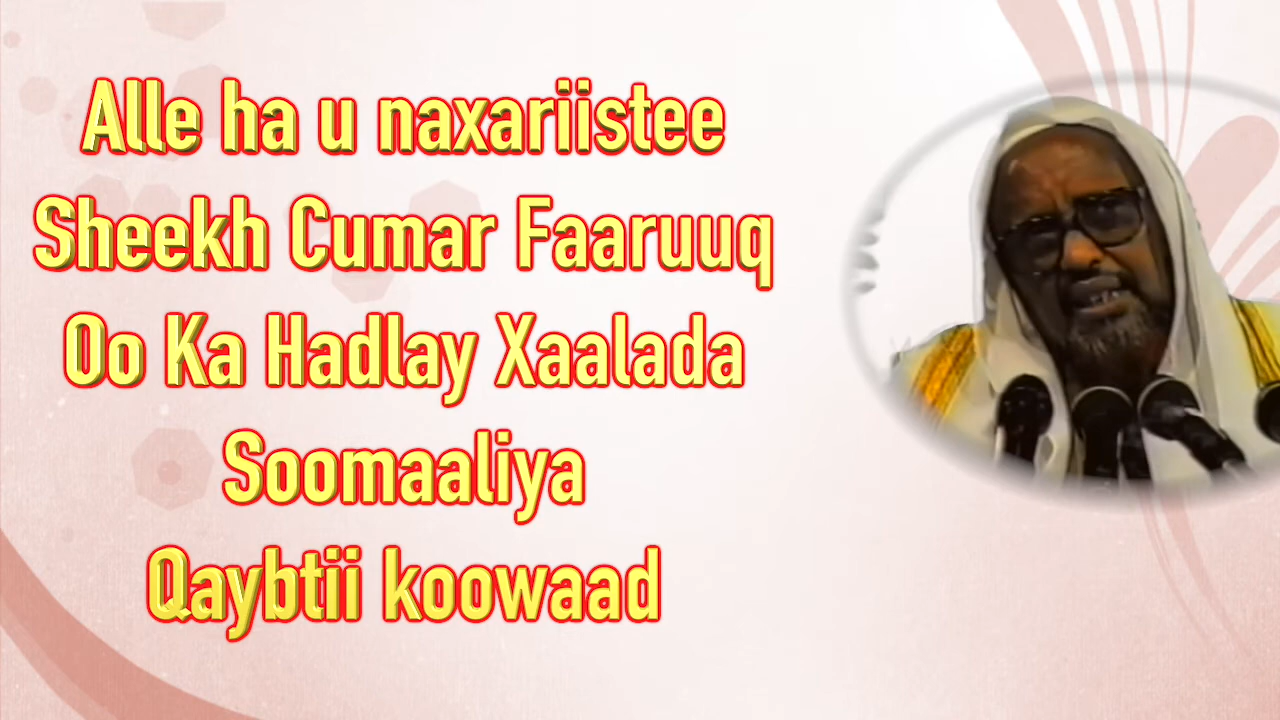 Alle ha u naxariistee
Sheekh Cumar Faaruuq
Oo Ka Hadlay Xaalada
Soomaaliya
Qaybtii koowaad